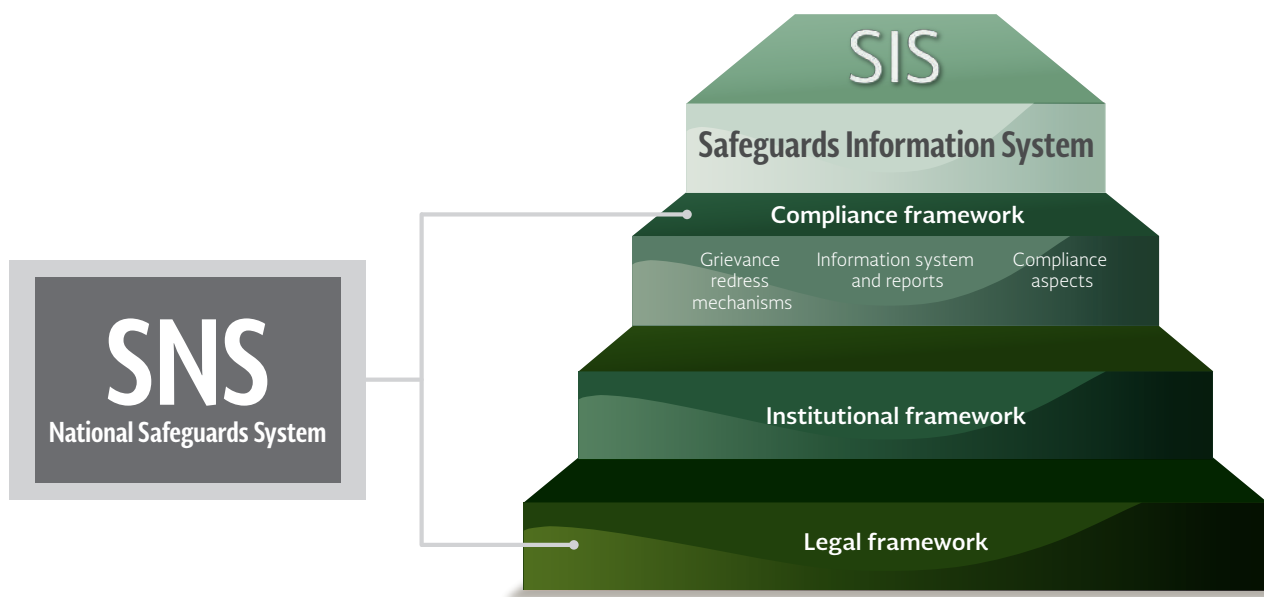 SIS
Safeguards Information System
Compliance framework
Grievance
redress
mechanisms
Information system
and reports
Compliance
aspects
SNS
National Safeguards System
Institutional framework
Legal framework